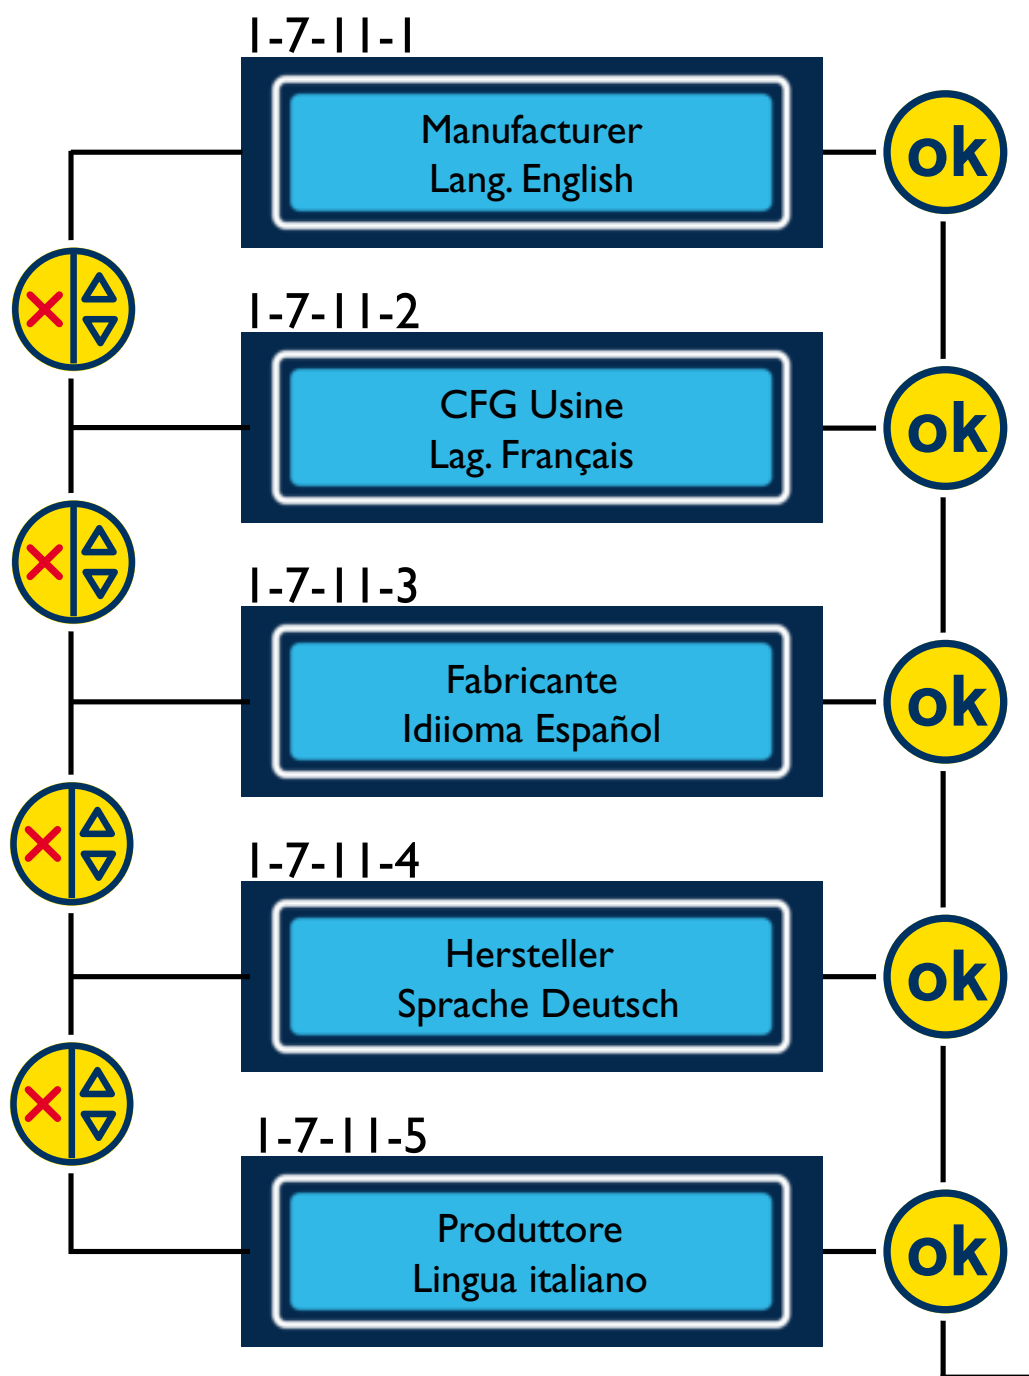 1-7-11-1
Manufacturer
Lang. English
ok
1-7-11-2
CFG Usine
Lag. Français
ok
1-7-11-3
Fabricante
Idiioma Español
ok
1-7-11-4
Hersteller
Sprache Deutsch
ok
1-7-11-5
Produttore
Lingua italiano
ok